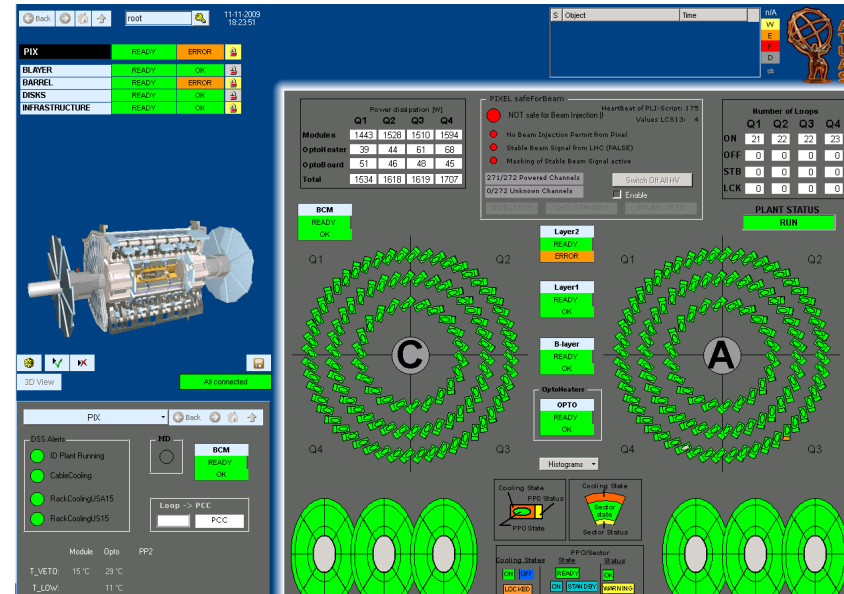 Back
root
11-11-2009
18:23:51
PIX READY ERROR
BLAYER READY OK
BARREL READY ERROR
DISKS READY OK
INFRASTRUCTURE READY OK
3D View
All connected
PIX
Back
DSS Alerts
ID Plant Running
CableCooling
RackCoolingUSA15
RackCoolingUS15
MD
BCM
READY
OK
Loop -> PCC
PCC
Module Opto PP2
T_VETO: 15 °C 29 °C
T_LOW: 11 °C
S Object Time
n/A
W
E
F
D
Power dissipation [W]
Q1 Q2 Q3 Q4
Modules 1443 1528 1510 1594
OptoHeater 39 44 61 68
OptoBoard 51 46 48 45
Total 1534 1618 1619 1707
PIXEL safeForBeam
HeartBeat of PLI-Script: 175
NOT safe for Beam Injection (!
Values LCS13: 4
No Beam Injection Permit from Pixel
Stable Beam Signal from LHC (FALSE)
Masking of Stable Beam Signal active
271/272 Powered Channels
0/272 Unknown Channels
Switch Off All HV
Enable
INJECTION LHC STANDBY ATLAS VETO
Number of Loops
Q1 Q2 Q3 Q4
ON 21 22 22 23
OFF 0 0 0 0
STB 0 0 0 0
LCK 0 0 0 0
PLANT STATUS
RUN
BCM
READY
OK
Layer2
READY
ERROR
Layer1
READY
OK
B-layer
READY
OK
OptoHeaters
OPTO
READY
OK
Histograms
Q1 Q2
C
Q4 Q3
Q1 Q2
A
Q4 Q3
Cooling State
PPO Status
PPO State
Cooling State
Sector state
Sector Status
PPO/Sector
Cooling States State Status
ON OFF READY OK
LOCKED ON STANDBY WARNING